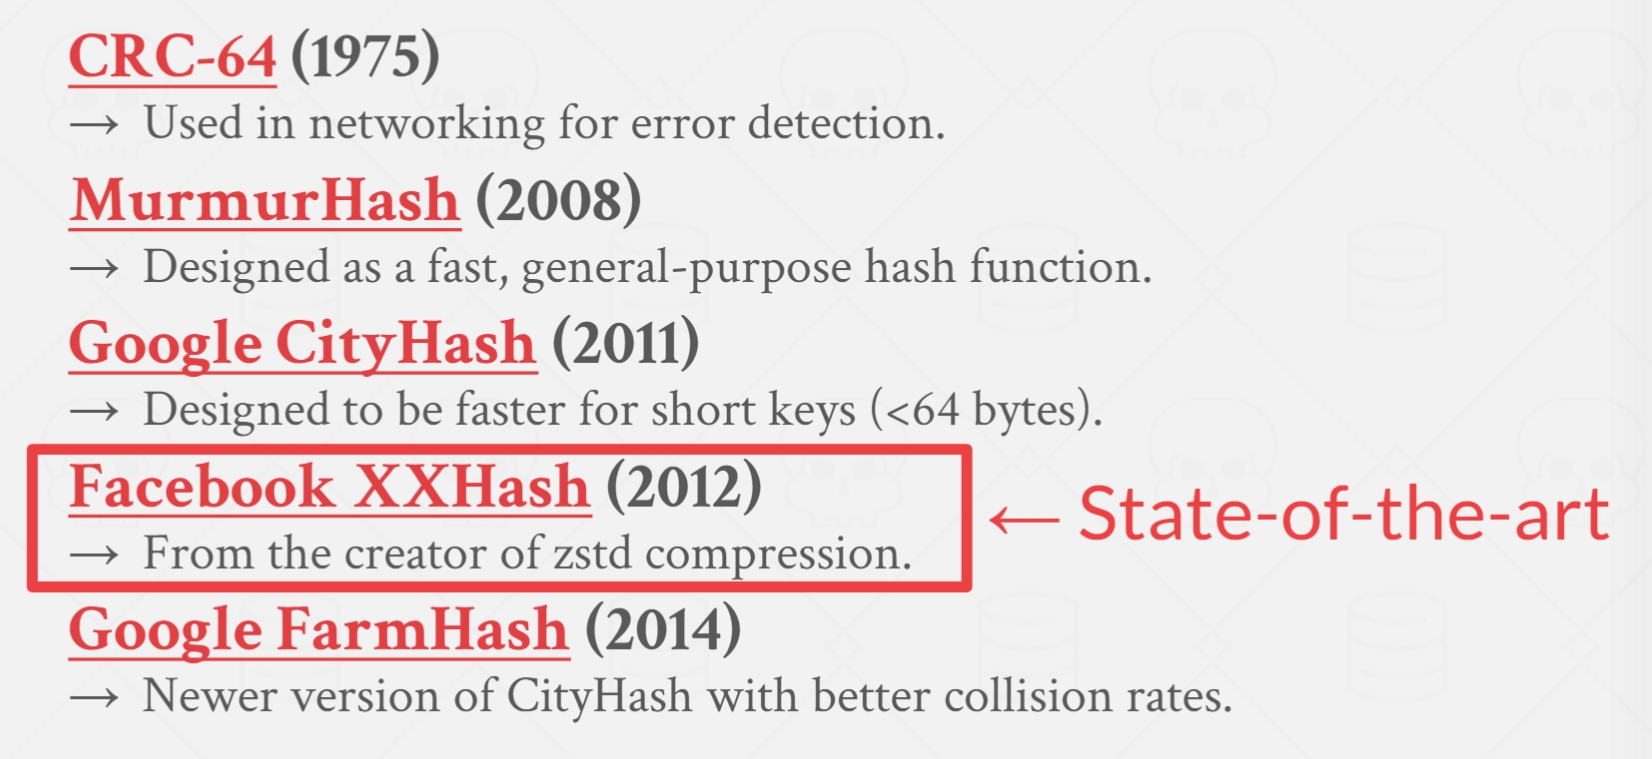 CRC-64 (1975)
→ Used in networking for error detection.
MurmurHash (2008)
→ Designed as a fast, general-purpose hash function.
Google CityHash (2011)
→ Designed to be faster for short keys (<64 bytes).
Facebook XXHash (2012)
→ From the creator of zstd compression.
← State-of-the-art
Google FarmHash (2014)
→ Newer version of CityHash with better collision rates.